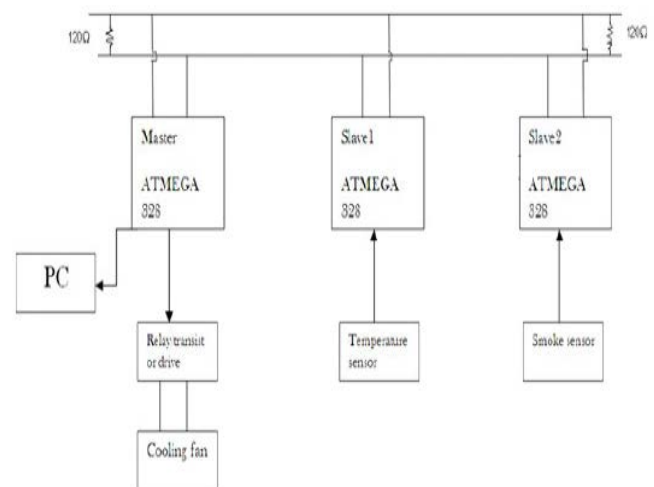 120Ω
120Ω
Master
ATMEGA
328
Slave1
ATMEGA
328
Slave2
ATMEGA
328
PC
Relay transist
or drive
Temperature
sensor
Smoke sensor
Cooling fan